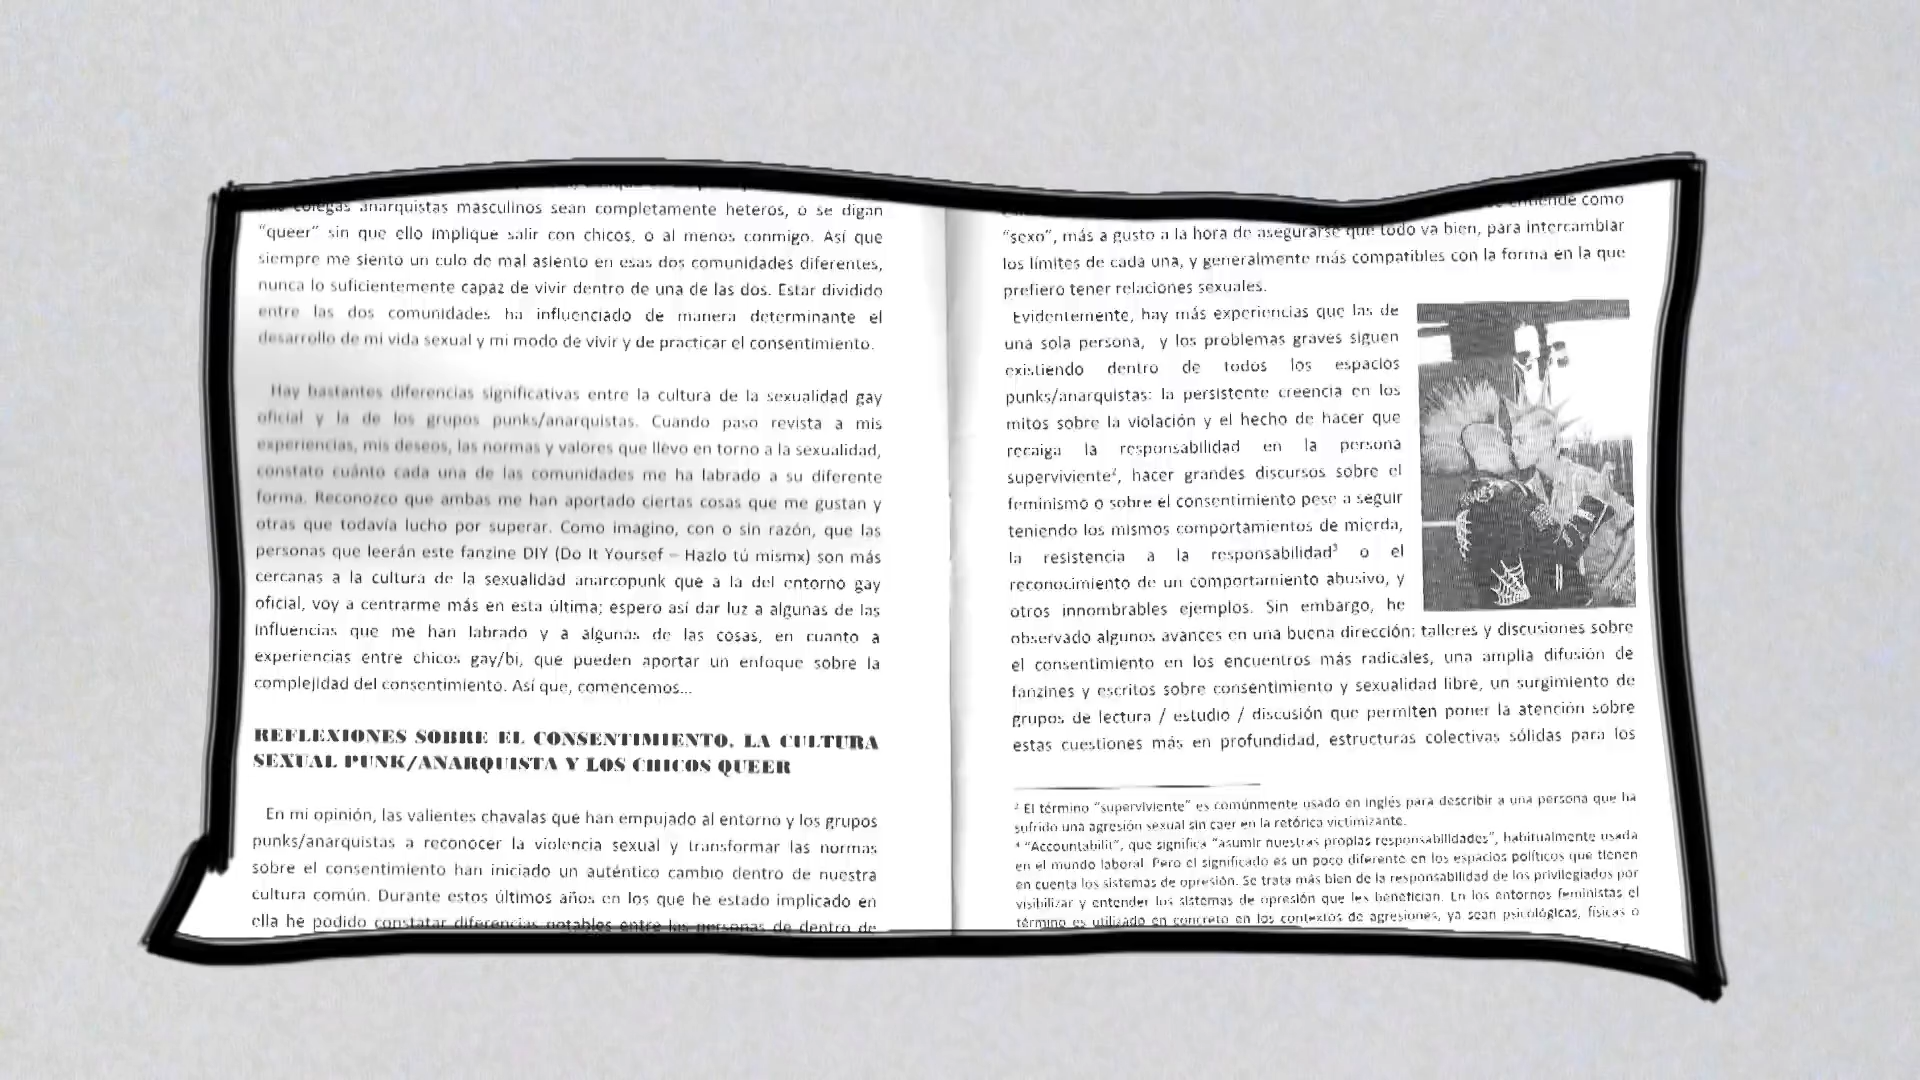 colegas anarquistas masculinos sean completamente heteros, o se digan
“queer” sin que ello implique salir con chicos, o al menos conmigo. Así que
siempre me siento un culo de mal asiento en esas dos comunidades diferentes,
nunca lo suficientemente capaz de vivir dentro de una de las dos. Estar dividido
entre las dos comunidades ha influenciado de manera determinante el
desarrollo de mi vida sexual y mi modo de vivir y de practicar el consentimiento.
Hay bastantes diferencias significativas entre la cultura de la sexualidad gay
oficial y la de los grupos punks/anarquistas. Cuando paso revista a mis
experiencias, mis deseos, las normas y valores que llevo en torno a la sexualidad,
constato cuánto cada una de las comunidades me ha labrado a su diferente
forma. Reconozco que ambas me han aportado ciertas cosas que me gustan y
otras que todavía lucho por superar. Como imagino, con o sin razón, que las
personas que leerán este fanzine DIY (Do It Yoursef – Hazlo tú mismx) son más
cercanas a la cultura de la sexualidad anarcopunk que a la del entorno gay
oficial, voy a centrarme más en esta última; espero así dar luz a algunas de las
influencias que me han labrado y a algunas de las cosas, en cuanto a
experiencias entre chicos gay/bi, que pueden aportar un enfoque sobre la
complejidad del consentimiento. Así que, comencemos...
REFLEXIONES SOBRE EL CONSENTIMIENTO, LA CULTURA
SEXUAL PUNK/ANARQUISTA Y LOS CHICOS QUEER
En mi opinión, las valientes chavalas que han empujado al entorno y los grupos
punks/anarquistas a reconocer la violencia sexual y transformar las normas
sobre el consentimiento han iniciado un auténtico cambio dentro de nuestra
cultura común. Durante estos últimos años en los que he estado implicado en
ella he podido constatar diferencias notables entre las personas de dentro de
entiende como
“sexo”, más a gusto a la hora de asegurarse que todo va bien, para intercambiar
los límites de cada una, y generalmente más compatibles con la forma en la que
prefiero tener relaciones sexuales.
Evidentemente, hay más experiencias que las de
una sola persona, y los problemas graves siguen
existiendo dentro de todos los espacios
punks/anarquistas: la persistente creencia en los
mitos sobre la violación y el hecho de hacer que
recaiga la responsabilidad en la persona
superviviente², hacer grandes discursos sobre el
feminismo o sobre el consentimiento pese a seguir
teniendo los mismos comportamientos de mierda,
la resistencia a la responsabilidad³ o el
reconocimiento de un comportamiento abusivo, y
otros innombrables ejemplos. Sin embargo, he
observado algunos avances en una buena dirección: talleres y discusiones sobre
el consentimiento en los encuentros más radicales, una amplia difusión de
fanzines y escritos sobre consentimiento y sexualidad libre, un surgimiento de
grupos de lectura / estudio / discusión que permiten poner la atención sobre
estas cuestiones más en profundidad, estructuras colectivas sólidas para los
² El término “superviviente” es comúnmente usado en inglés para describir a una persona que ha
sufrido una agresión sexual sin caer en la retórica victimizante.
“Accountabilit”, que significa “asumir nuestras propias responsabilidades”, habitualmente usada
en el mundo laboral. Pero el significado es un poco diferente en los espacios políticos que tienen
en cuenta los sistemas de opresión. Se trata más bien de la responsabilidad de los privilegiados por
visibilizar y entender los sistemas de opresión que les benefician. En los entornos feministas el
término es utilizado en concreto en los contextos de agresiones, ya sean psicológicas, físicas o